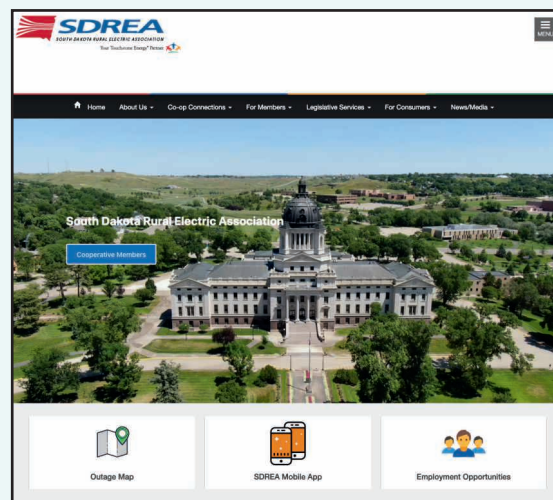 SDREA
SOUTH DAKOTA RURAL ELECTRIC ASSOCIATION
Your Touchstone Energy® Partner
MENU
Home About Us Co-op Connections For Members Legislative Services For Consumers News/Media
South Dakota Rural Electric Association
Cooperative Members
Outage Map
SDREA Mobile App
Employment Opportunities